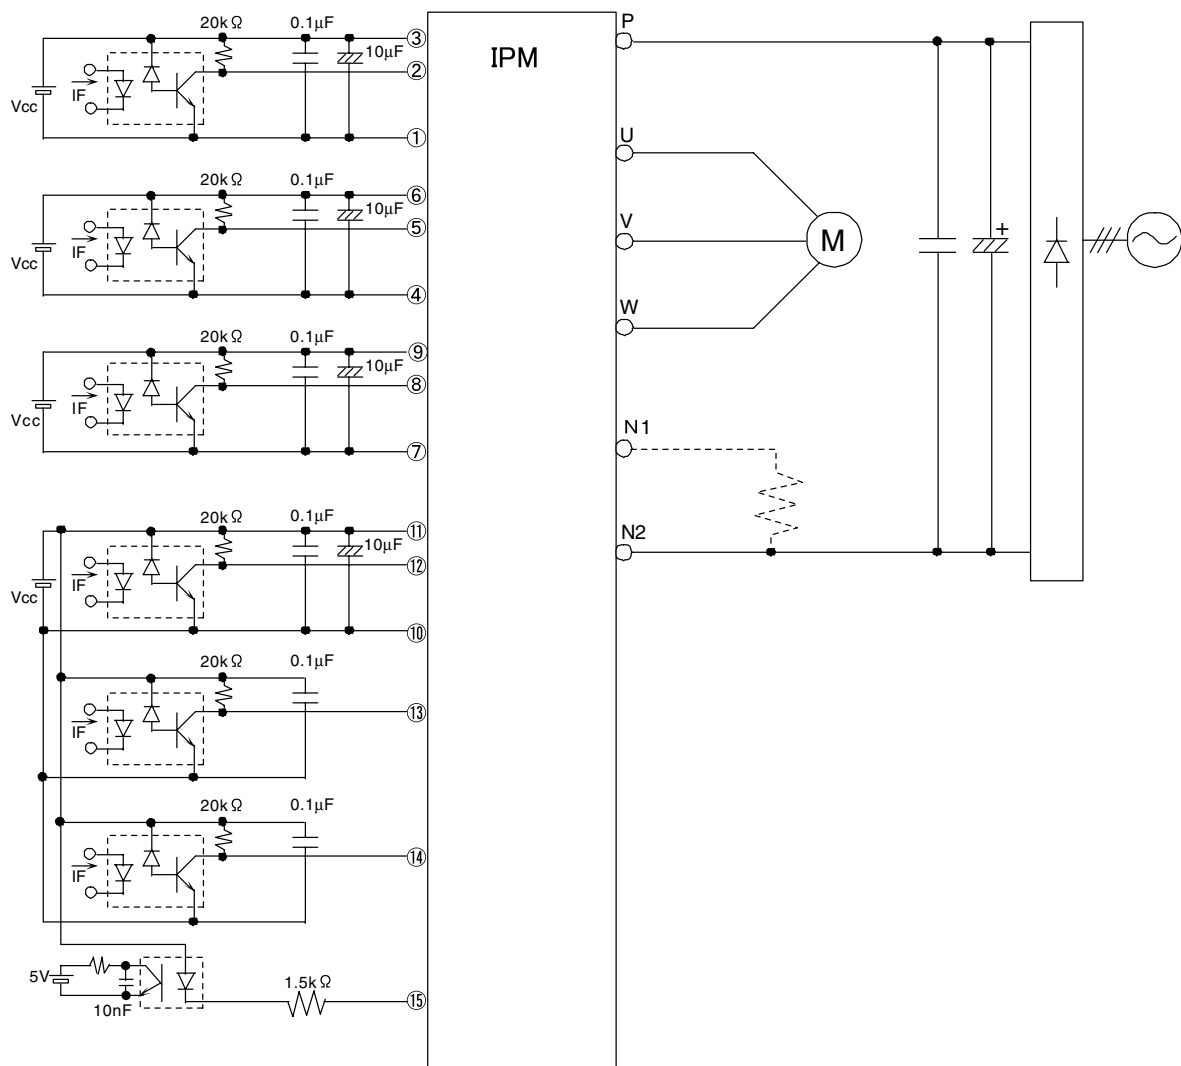 20kΩ 0.1μF
③
10μF
②
IF
Vcc
①
20kΩ 0.1μF
⑥
10μF
⑤
IF
Vcc
④
20kΩ 0.1μF
⑨
10μF
⑧
IF
Vcc
⑦
20kΩ 0.1μF
⑪
10μF
⑫
IF
Vcc
⑩
20kΩ 0.1μF
IF
⑬
20kΩ 0.1μF
IF
⑭
5V
10nF
1.5kΩ
⑮
IPM
P
U
V
M
W
N1
N2
+